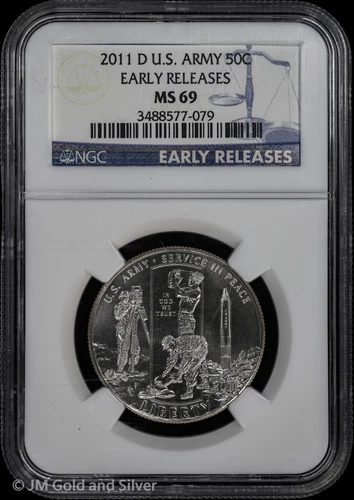 2011 D U.S. ARMY 50C
EARLY RELEASES
MS 69
3488577-079
NGC
EARLY RELEASES
U.S. ARMY • SERVICE IN PEACE
IN
GOD
WE
TRUST
2011
LIBERTY
© JM Gold and Silver